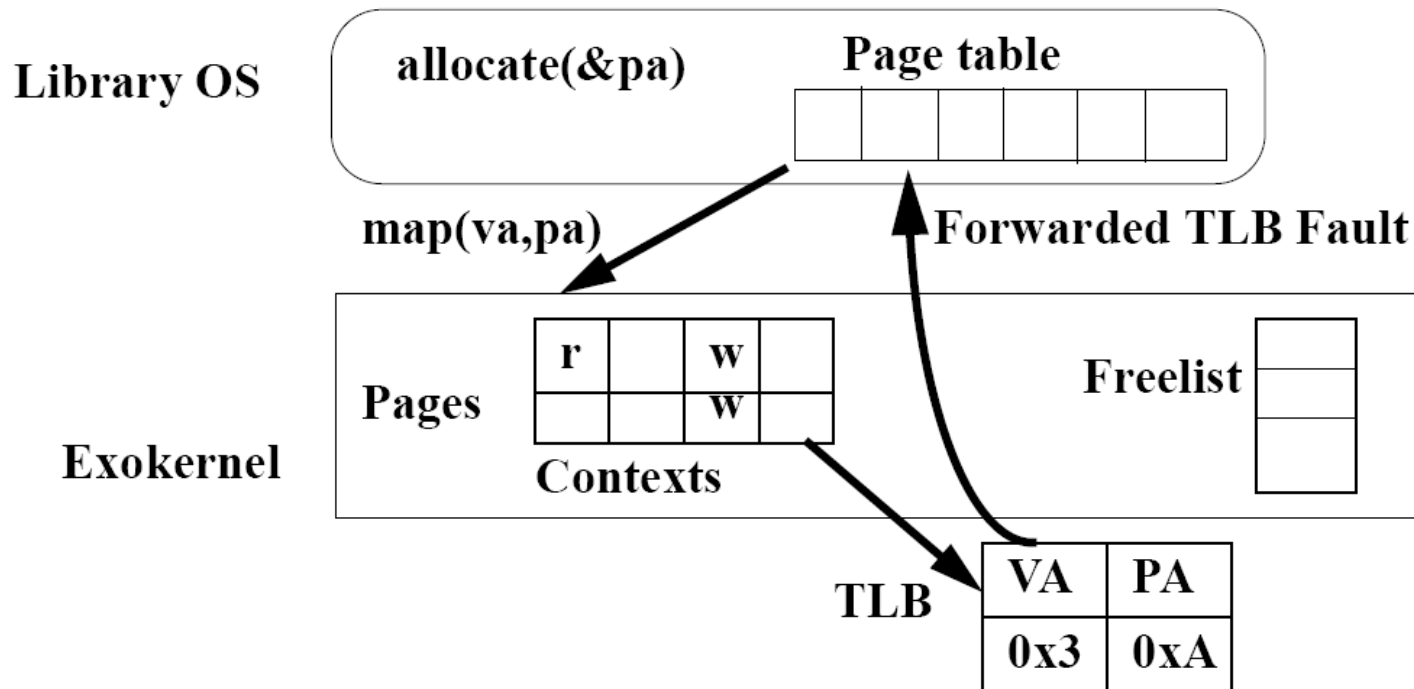 Library OS
allocate(&pa)
Page table
map(va,pa)
Forwarded TLB Fault
Exokernel
Pages
r w
w
Contexts
Freelist
TLB
VA PA
0x3 0xA